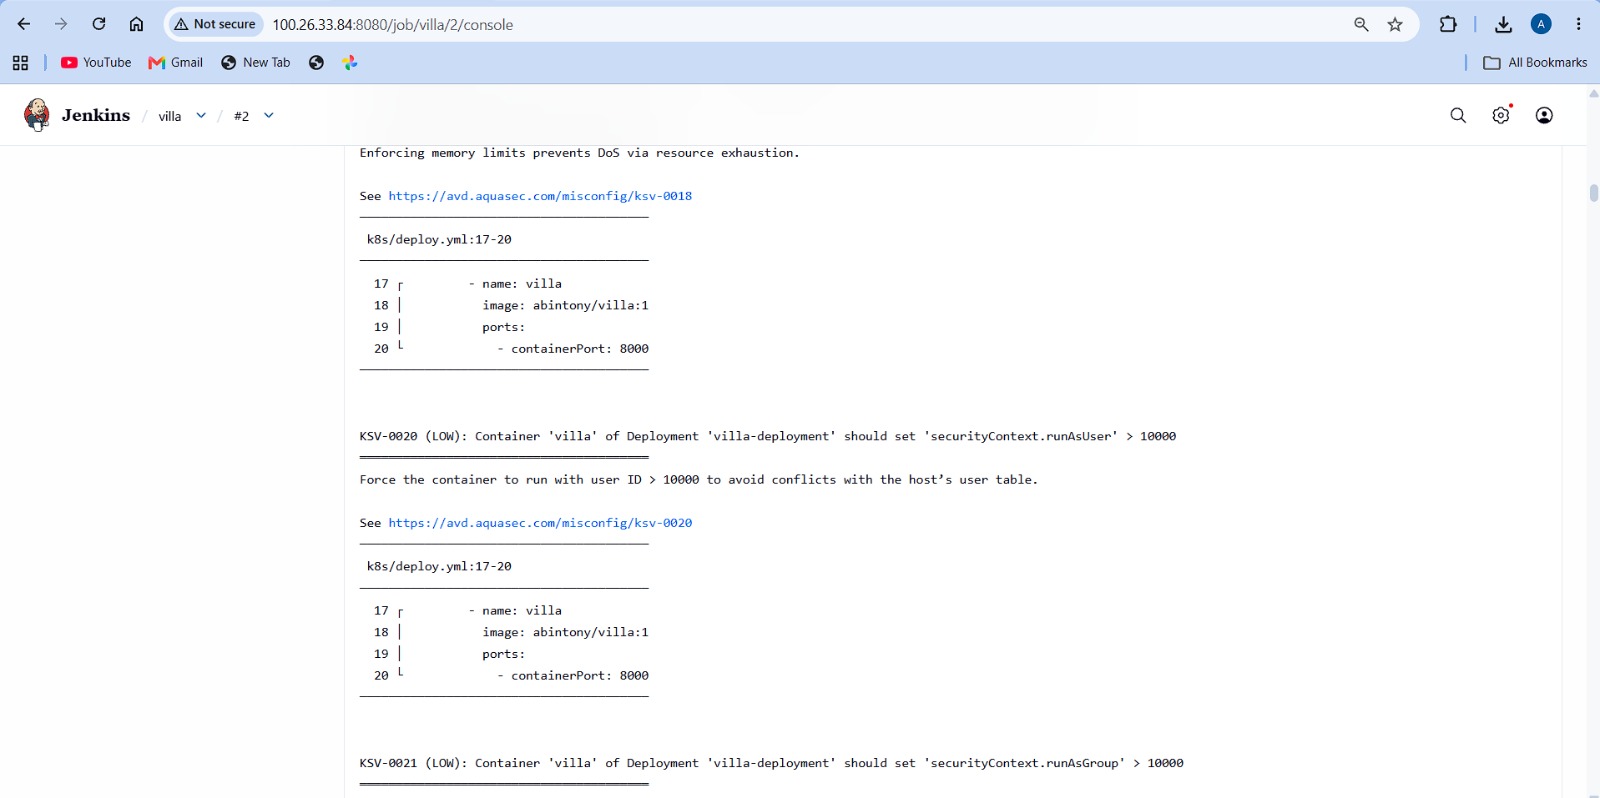 Not secure 100.26.33.84:8080/job/villa/2/console A
YouTube Gmail New Tab All Bookmarks
Jenkins / villa / #2
Enforcing memory limits prevents DoS via resource exhaustion.
See https://avd.aquasec.com/misconfig/ksv-0018
k8s/deploy.yml:17-20
17 ┌ - name: villa
18 │ image: abintony/villa:1
19 │ ports:
20 └ - containerPort: 8000
KSV-0020 (LOW): Container 'villa' of Deployment 'villa-deployment' should set 'securityContext.runAsUser' > 10000
Force the container to run with user ID > 10000 to avoid conflicts with the host’s user table.
See https://avd.aquasec.com/misconfig/ksv-0020
k8s/deploy.yml:17-20
17 ┌ - name: villa
18 │ image: abintony/villa:1
19 │ ports:
20 └ - containerPort: 8000
KSV-0021 (LOW): Container 'villa' of Deployment 'villa-deployment' should set 'securityContext.runAsGroup' > 10000